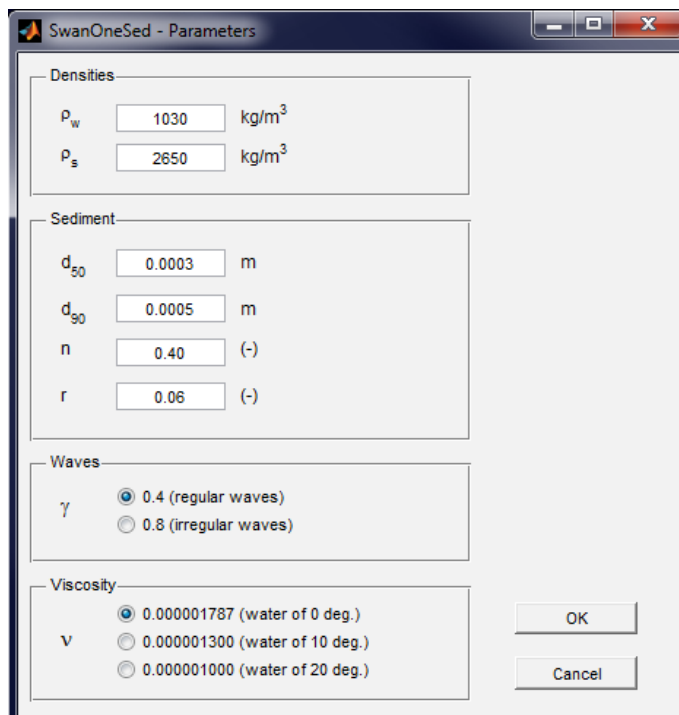 SwanOneSed - Parameters
Densities
ρw 1030 kg/m³
ρs 2650 kg/m³
Sediment
d50 0.0003 m
d90 0.0005 m
n 0.40 (-)
r 0.06 (-)
Waves
γ
0.4 (regular waves)
0.8 (irregular waves)
Viscosity
ν
0.000001787 (water of 0 deg.)
0.000001300 (water of 10 deg.)
0.000001000 (water of 20 deg.)
OK
Cancel